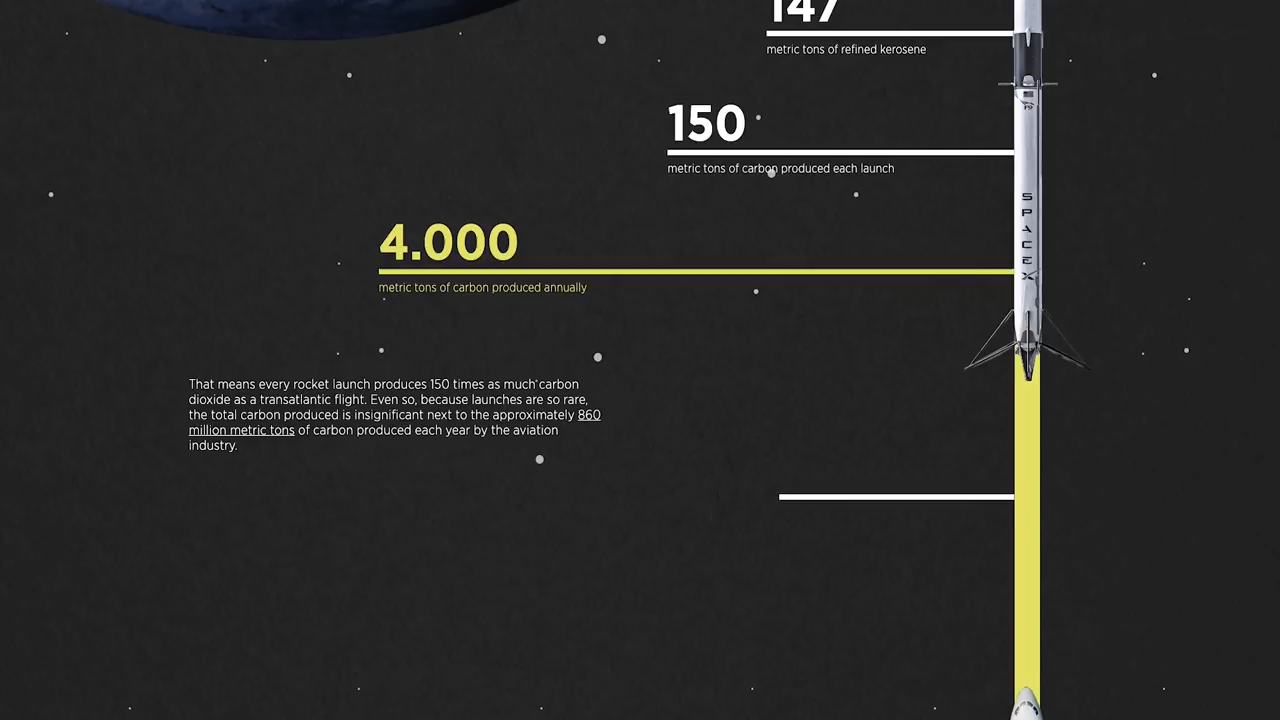 147
metric tons of refined kerosene
150
metric tons of carbon produced each launch
4.000
metric tons of carbon produced annually
SPACEX
That means every rocket launch produces 150 times as much carbon
dioxide as a transatlantic flight. Even so, because launches are so rare,
the total carbon produced is insignificant next to the approximately 860
million metric tons of carbon produced each year by the aviation
industry.